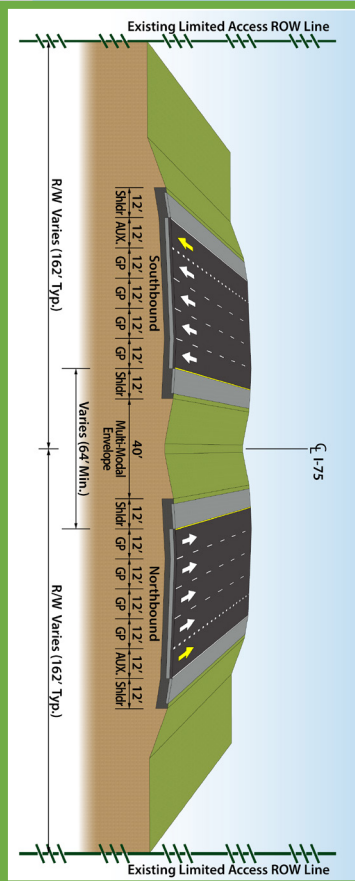 Existing Limited Access ROW Line
R/W Varies (162' Typ.)
12' 12' 12' 12' 12' 12' 12'
Shldr AUX. GP GP GP GP Shldr
Southbound
Varies (64' Min.)
40'
Multi-Modal
Envelope
℄ I-75
12' 12' 12' 12' 12' 12' 12'
Shldr GP GP GP GP AUX. Shldr
Northbound
R/W Varies (162' Typ.)
Existing Limited Access ROW Line